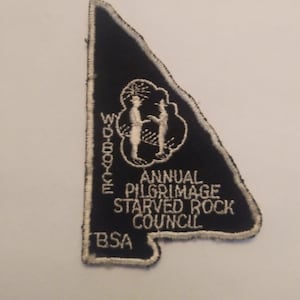 W.D. BOYCE
ANNUAL
PILGRIMAGE
STARVED ROCK
COUNCIL
BSA